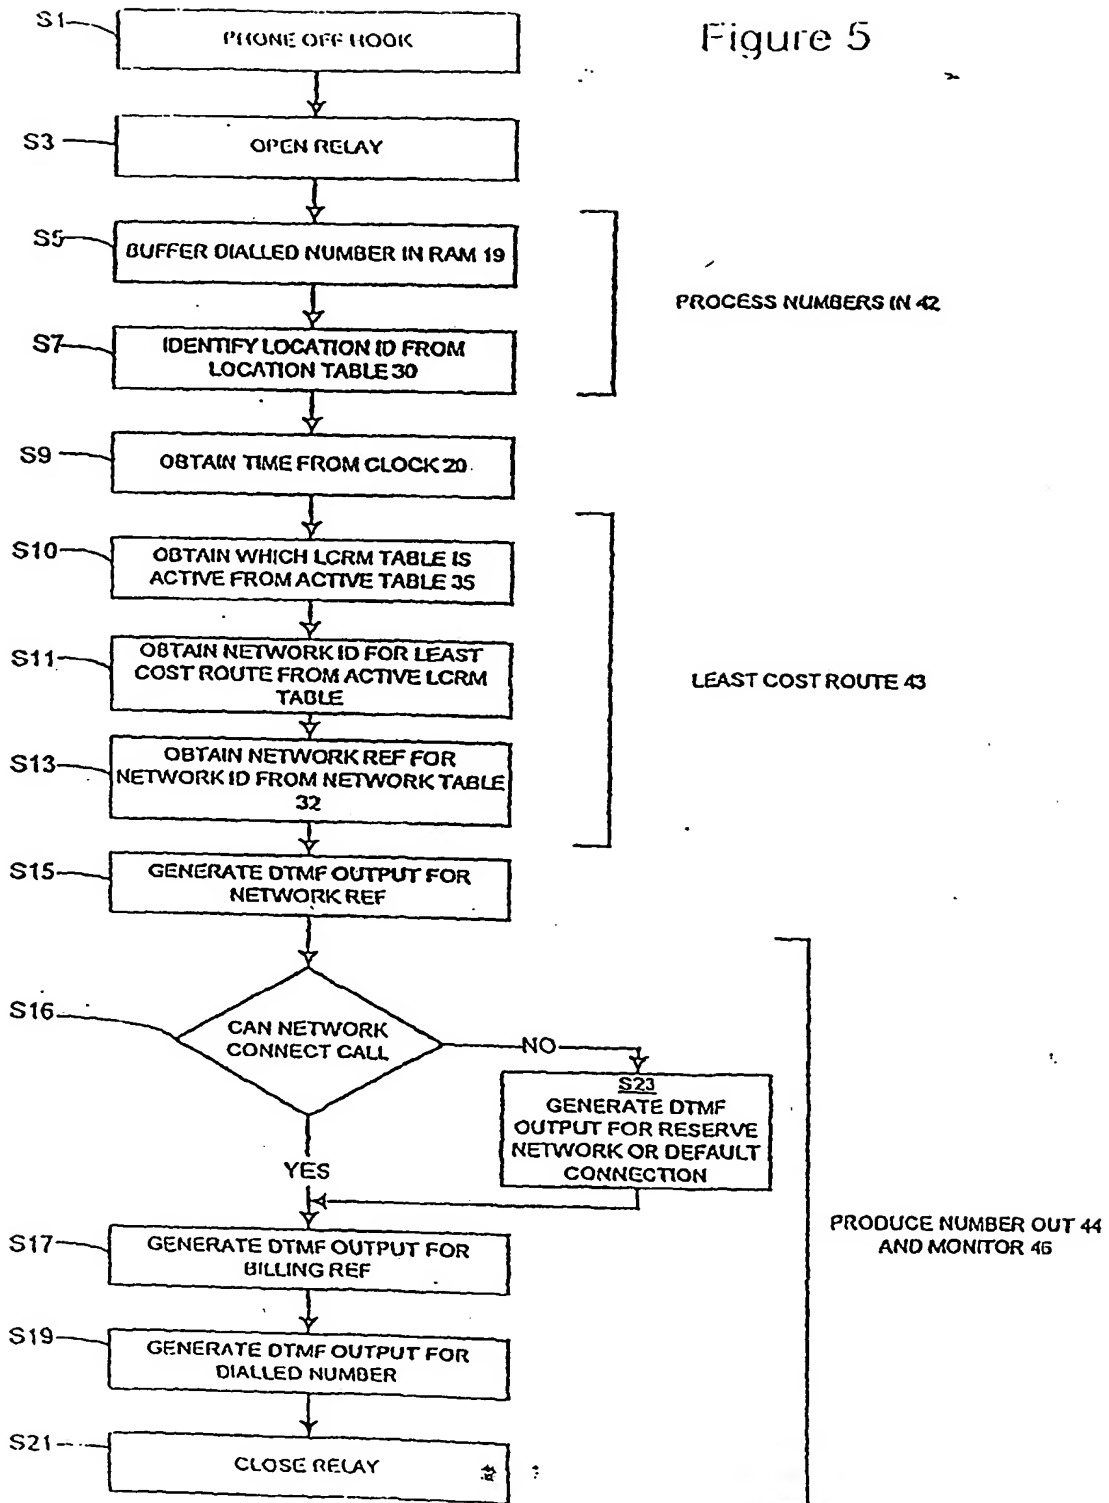 Figure 5
S1
PHONE OFF HOOK
S3
OPEN RELAY
S5
BUFFER DIALLED NUMBER IN RAM 19
PROCESS NUMBERS IN 42
S7
IDENTIFY LOCATION ID FROM
LOCATION TABLE 30
S9
OBTAIN TIME FROM CLOCK 20
S10
OBTAIN WHICH LCRM TABLE IS
ACTIVE FROM ACTIVE TABLE 35
S11
OBTAIN NETWORK ID FOR LEAST
COST ROUTE FROM ACTIVE LCRM
TABLE
LEAST COST ROUTE 43
S13
OBTAIN NETWORK REF FOR
NETWORK ID FROM NETWORK TABLE
32
S15
GENERATE DTMF OUTPUT FOR
NETWORK REF
S16
CAN NETWORK
CONNECT CALL
NO
S23
GENERATE DTMF
OUTPUT FOR RESERVE
NETWORK OR DEFAULT
CONNECTION
YES
S17
GENERATE DTMF OUTPUT FOR
BILLING REF
PRODUCE NUMBER OUT 44
AND MONITOR 46
S19
GENERATE DTMF OUTPUT FOR
DIALLED NUMBER
S21
CLOSE RELAY